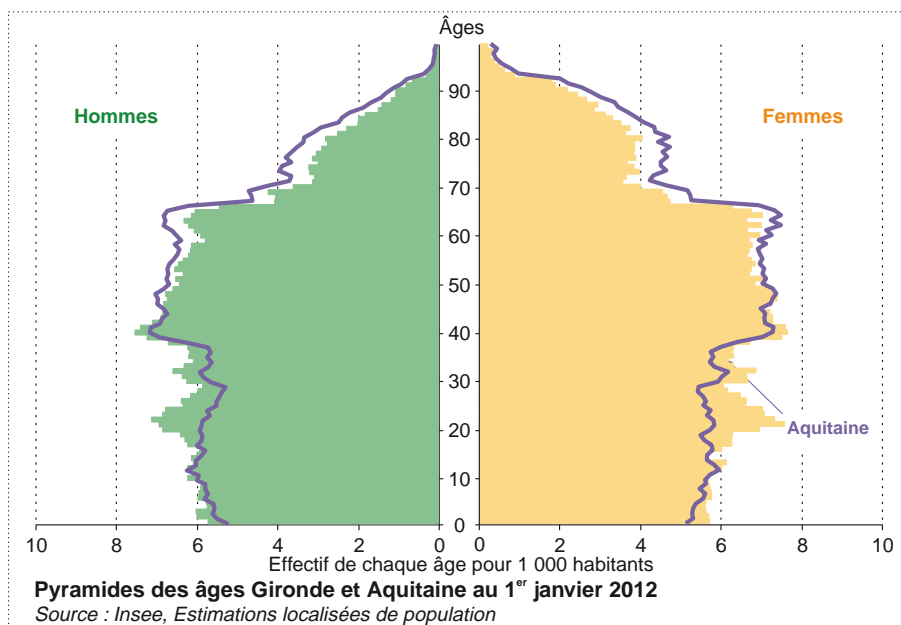 Âges
Hommes
Femmes
90
80
70
60
50
40
30
20
10
0
Aquitaine
10 8 6 4 2 0 0 2 4 6 8 10
Effectif de chaque âge pour 1 000 habitants
Pyramides des âges Gironde et Aquitaine au 1er janvier 2012
Source : Insee, Estimations localisées de population